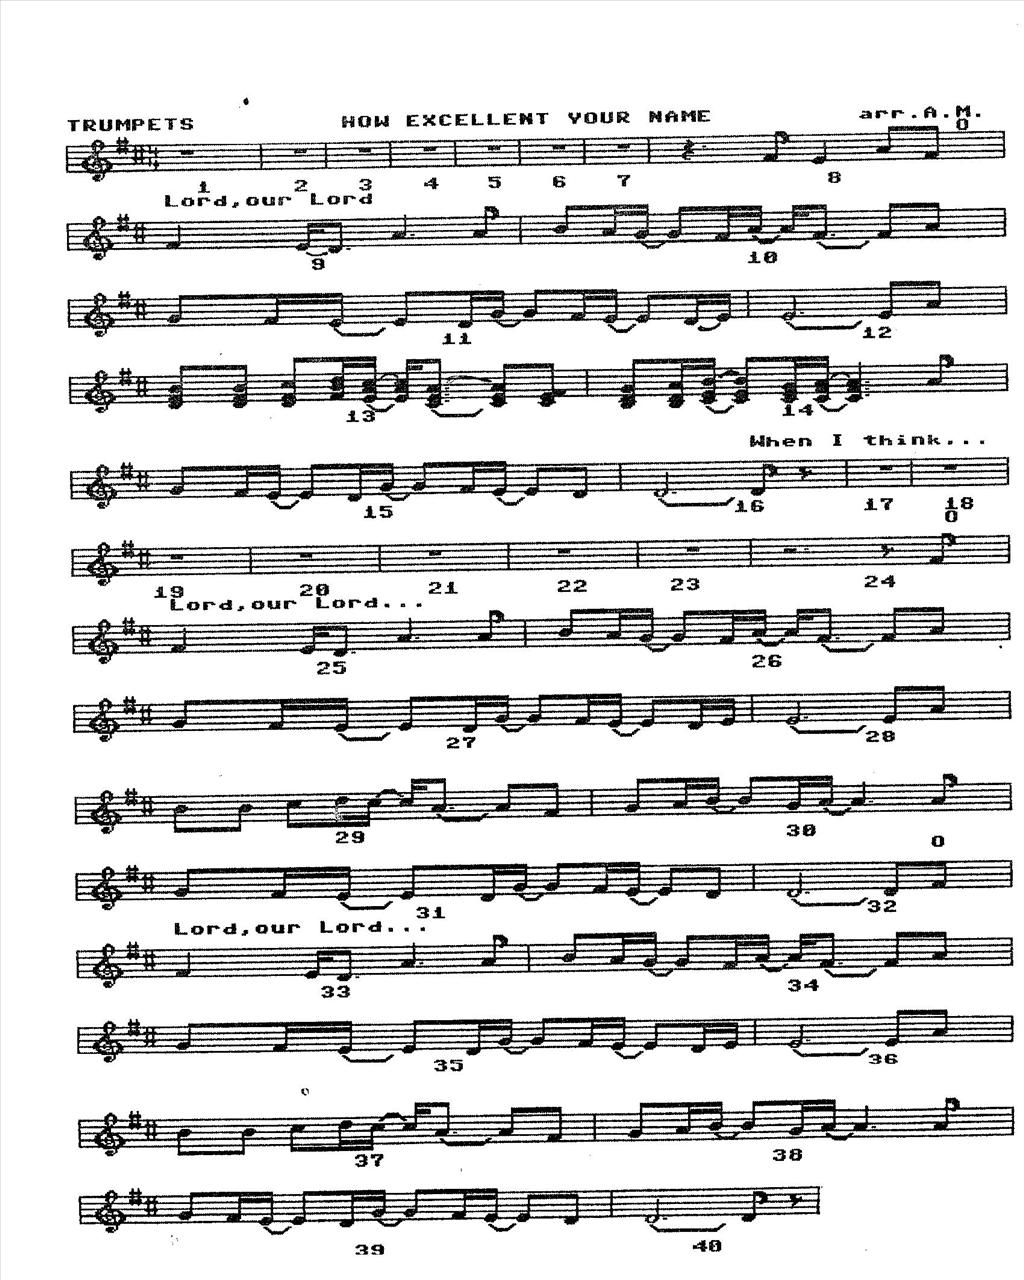 TRUMPETS HOW EXCELLENT YOUR NAME arr.A.M.
O
1 2 3 4 5 6 7 8
Lord,our Lord
9 10
11 12
13 14
When I think...
15 16 17 18
O
19 20 21 22 23 24
Lord,our Lord...
25 26
27 28
29 30
O
31 32
Lord,our Lord...
33 34
35 36
37 38
39 40